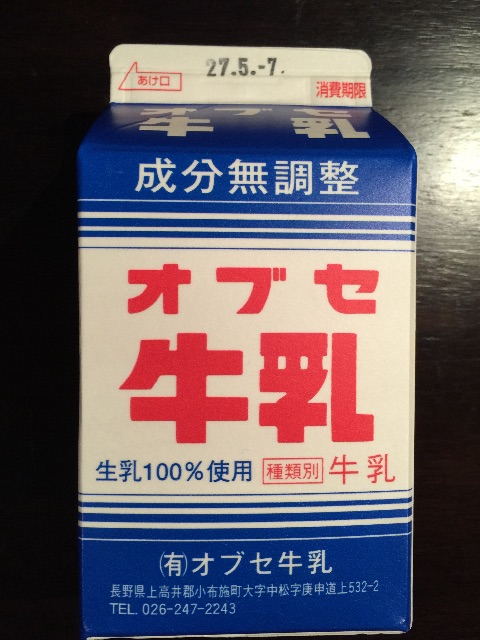 27.5.-7.
あけ口
消費期限
オブセ
牛乳
成分無調整
オブセ
牛乳
生乳100%使用 種類別 牛乳
㈲オブセ牛乳
長野県上高井郡小布施町大字中松字庚申道上532-2
TEL. 026-247-2243